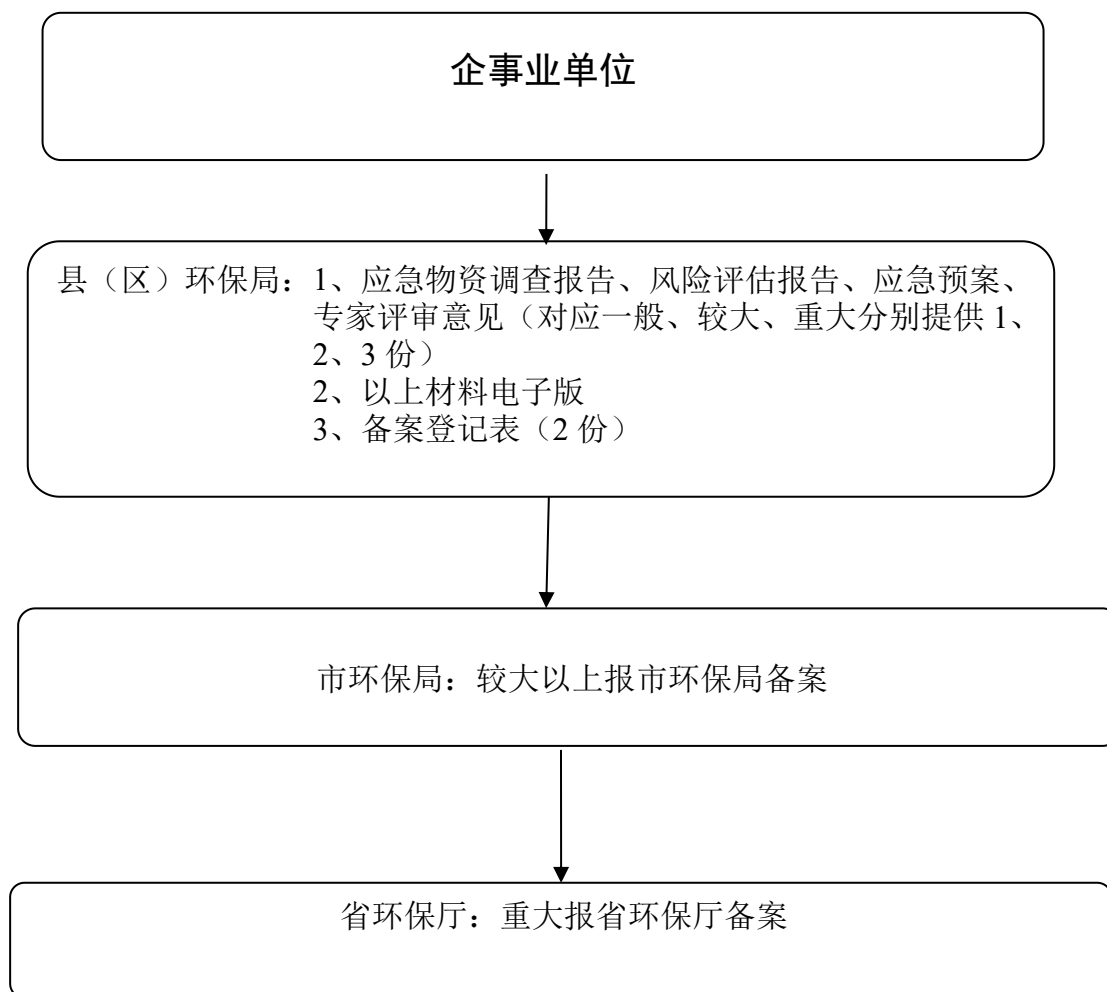 企事业单位
县（区）环保局：1、应急物资调查报告、风险评估报告、应急预案、
专家评审意见（对应一般、较大、重大分别提供 1、
2、3 份）
2、以上材料电子版
3、备案登记表（2 份）
市环保局：较大以上报市环保局备案
省环保厅：重大报省环保厅备案